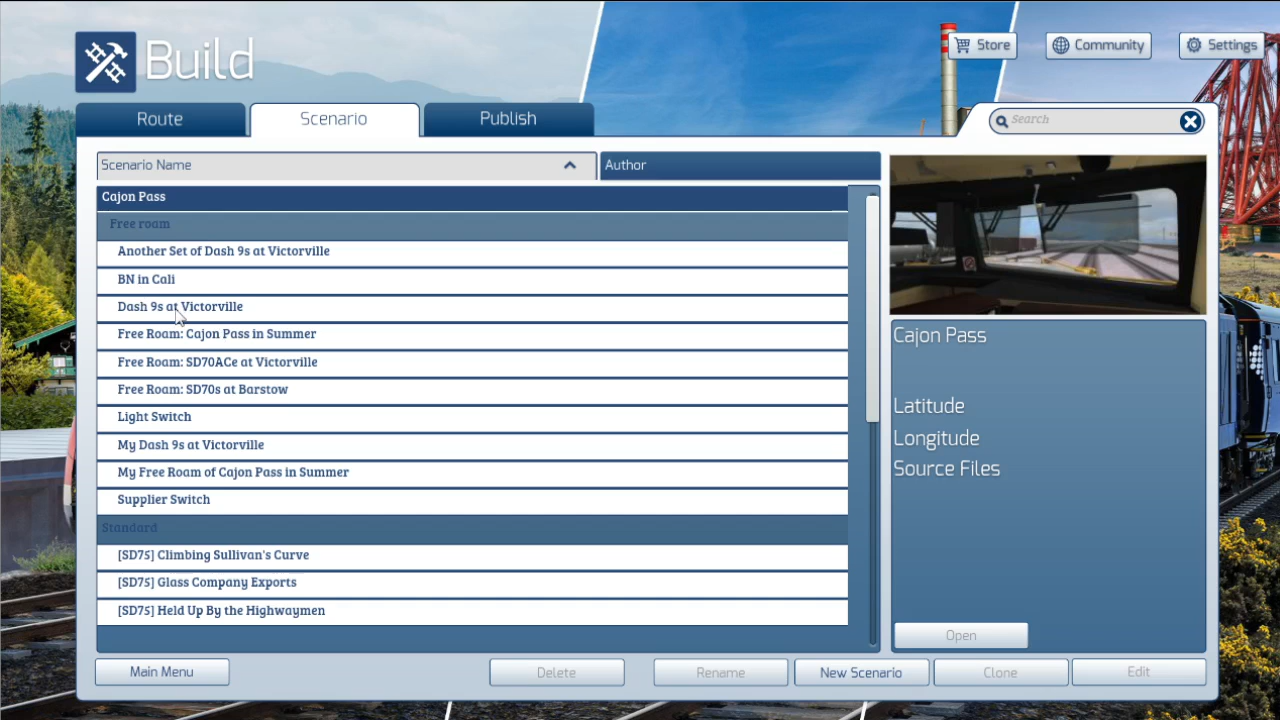 Build
Store
Community
Settings
Route
Scenario
Publish
Search
Scenario Name
Author
Cajon Pass
Free roam
Another Set of Dash 9s at Victorville
BN in Cali
Dash 9s at Victorville
Free Roam: Cajon Pass in Summer
Free Roam: SD70ACe at Victorville
Free Roam: SD70s at Barstow
Light Switch
My Dash 9s at Victorville
My Free Roam of Cajon Pass in Summer
Supplier Switch
Standard
[SD75] Climbing Sullivan's Curve
[SD75] Glass Company Exports
[SD75] Held Up By the Highwaymen
Cajon Pass
Latitude
Longitude
Source Files
Open
Main Menu
Delete
Rename
New Scenario
Clone
Edit